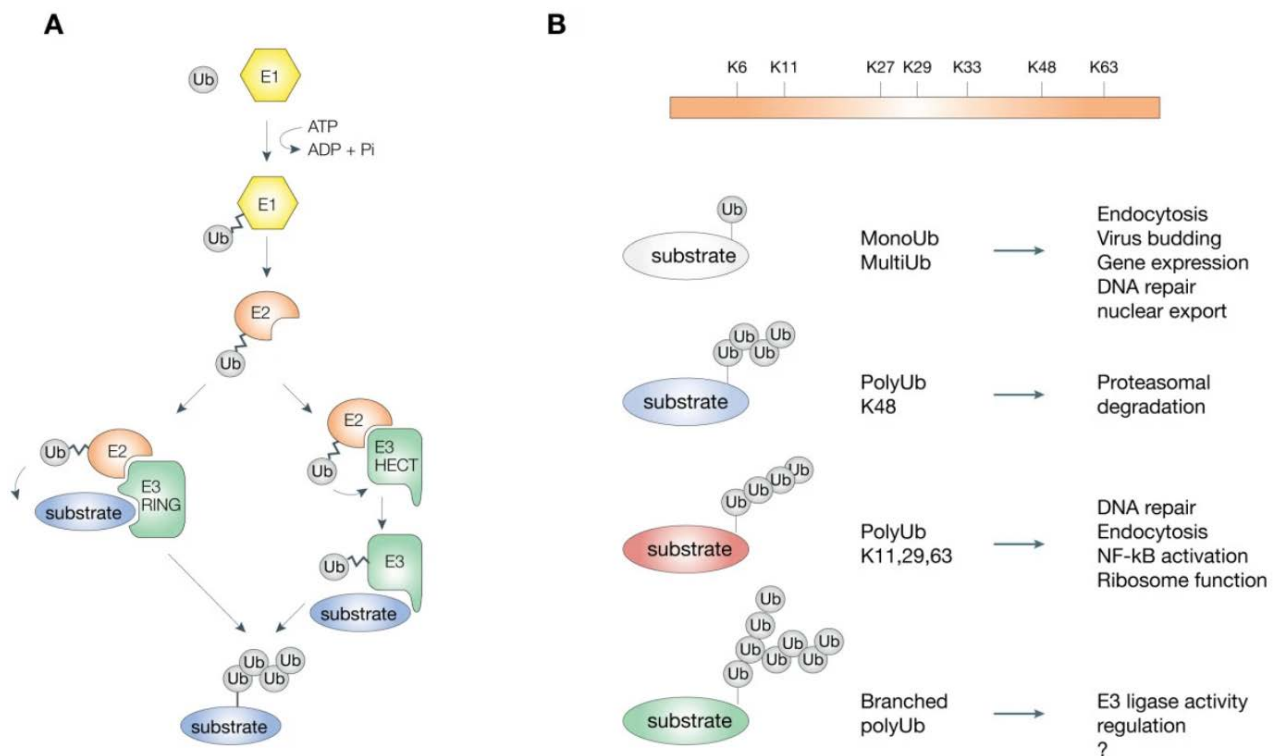 A
Ub
E1
ATP
ADP + Pi
E1
Ub
E2
Ub
Ub
E2
E3
RING
substrate
E2
E3
HECT
Ub
Ub
E3
substrate
Ub
Ub
Ub
Ub
substrate
B
K6 K11 K27 K29 K33 K48 K63
Ub
substrate
MonoUb
MultiUb
Endocytosis
Virus budding
Gene expression
DNA repair
nuclear export
Ub
Ub
Ub
Ub
substrate
PolyUb
K48
Proteasomal
degradation
Ub
Ub
Ub
Ub
substrate
PolyUb
K11,29,63
DNA repair
Endocytosis
NF-kB activation
Ribosome function
Ub
Ub
Ub
Ub
Ub
Ub
Ub
Ub
substrate
Branched
polyUb
E3 ligase activity
regulation
?